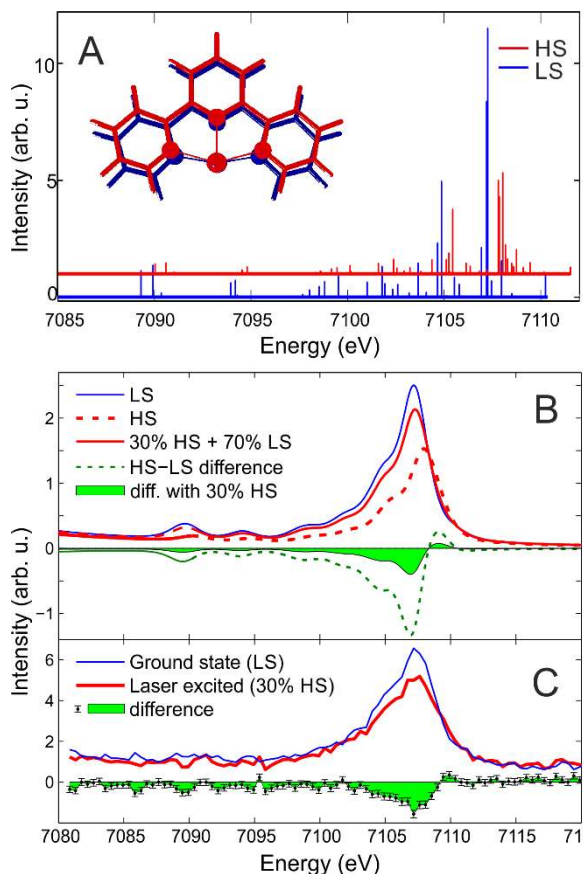 A
HS
LS
Intensity (arb. u.)
10
5
0
7085 7090 7095 7100 7105 7110
Energy (eV)
B
LS
HS
30% HS + 70% LS
HS−LS difference
diff. with 30% HS
Intensity (arb. u.)
2
1
0
−1
C
Ground state (LS)
Laser excited (30% HS)
difference
6
4
2
0
7080 7085 7090 7095 7100 7105 7110 7115 71
Energy (eV)